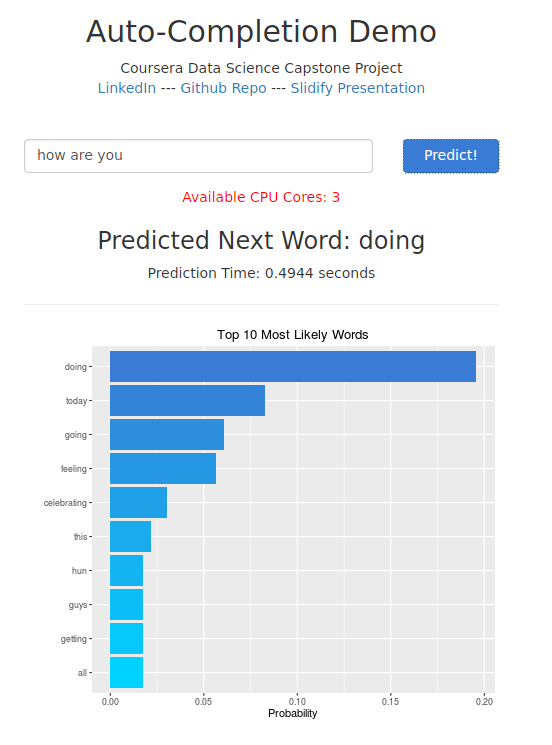 Auto-Completion Demo
Coursera Data Science Capstone Project
LinkedIn --- Github Repo --- Slidify Presentation
how are you
Predict!
Available CPU Cores: 3
Predicted Next Word: doing
Prediction Time: 0.4944 seconds
Top 10 Most Likely Words
doing
today
going
feeling
celebrating
this
hun
guys
getting
all
0.00 0.05 0.10 0.15 0.20
Probability